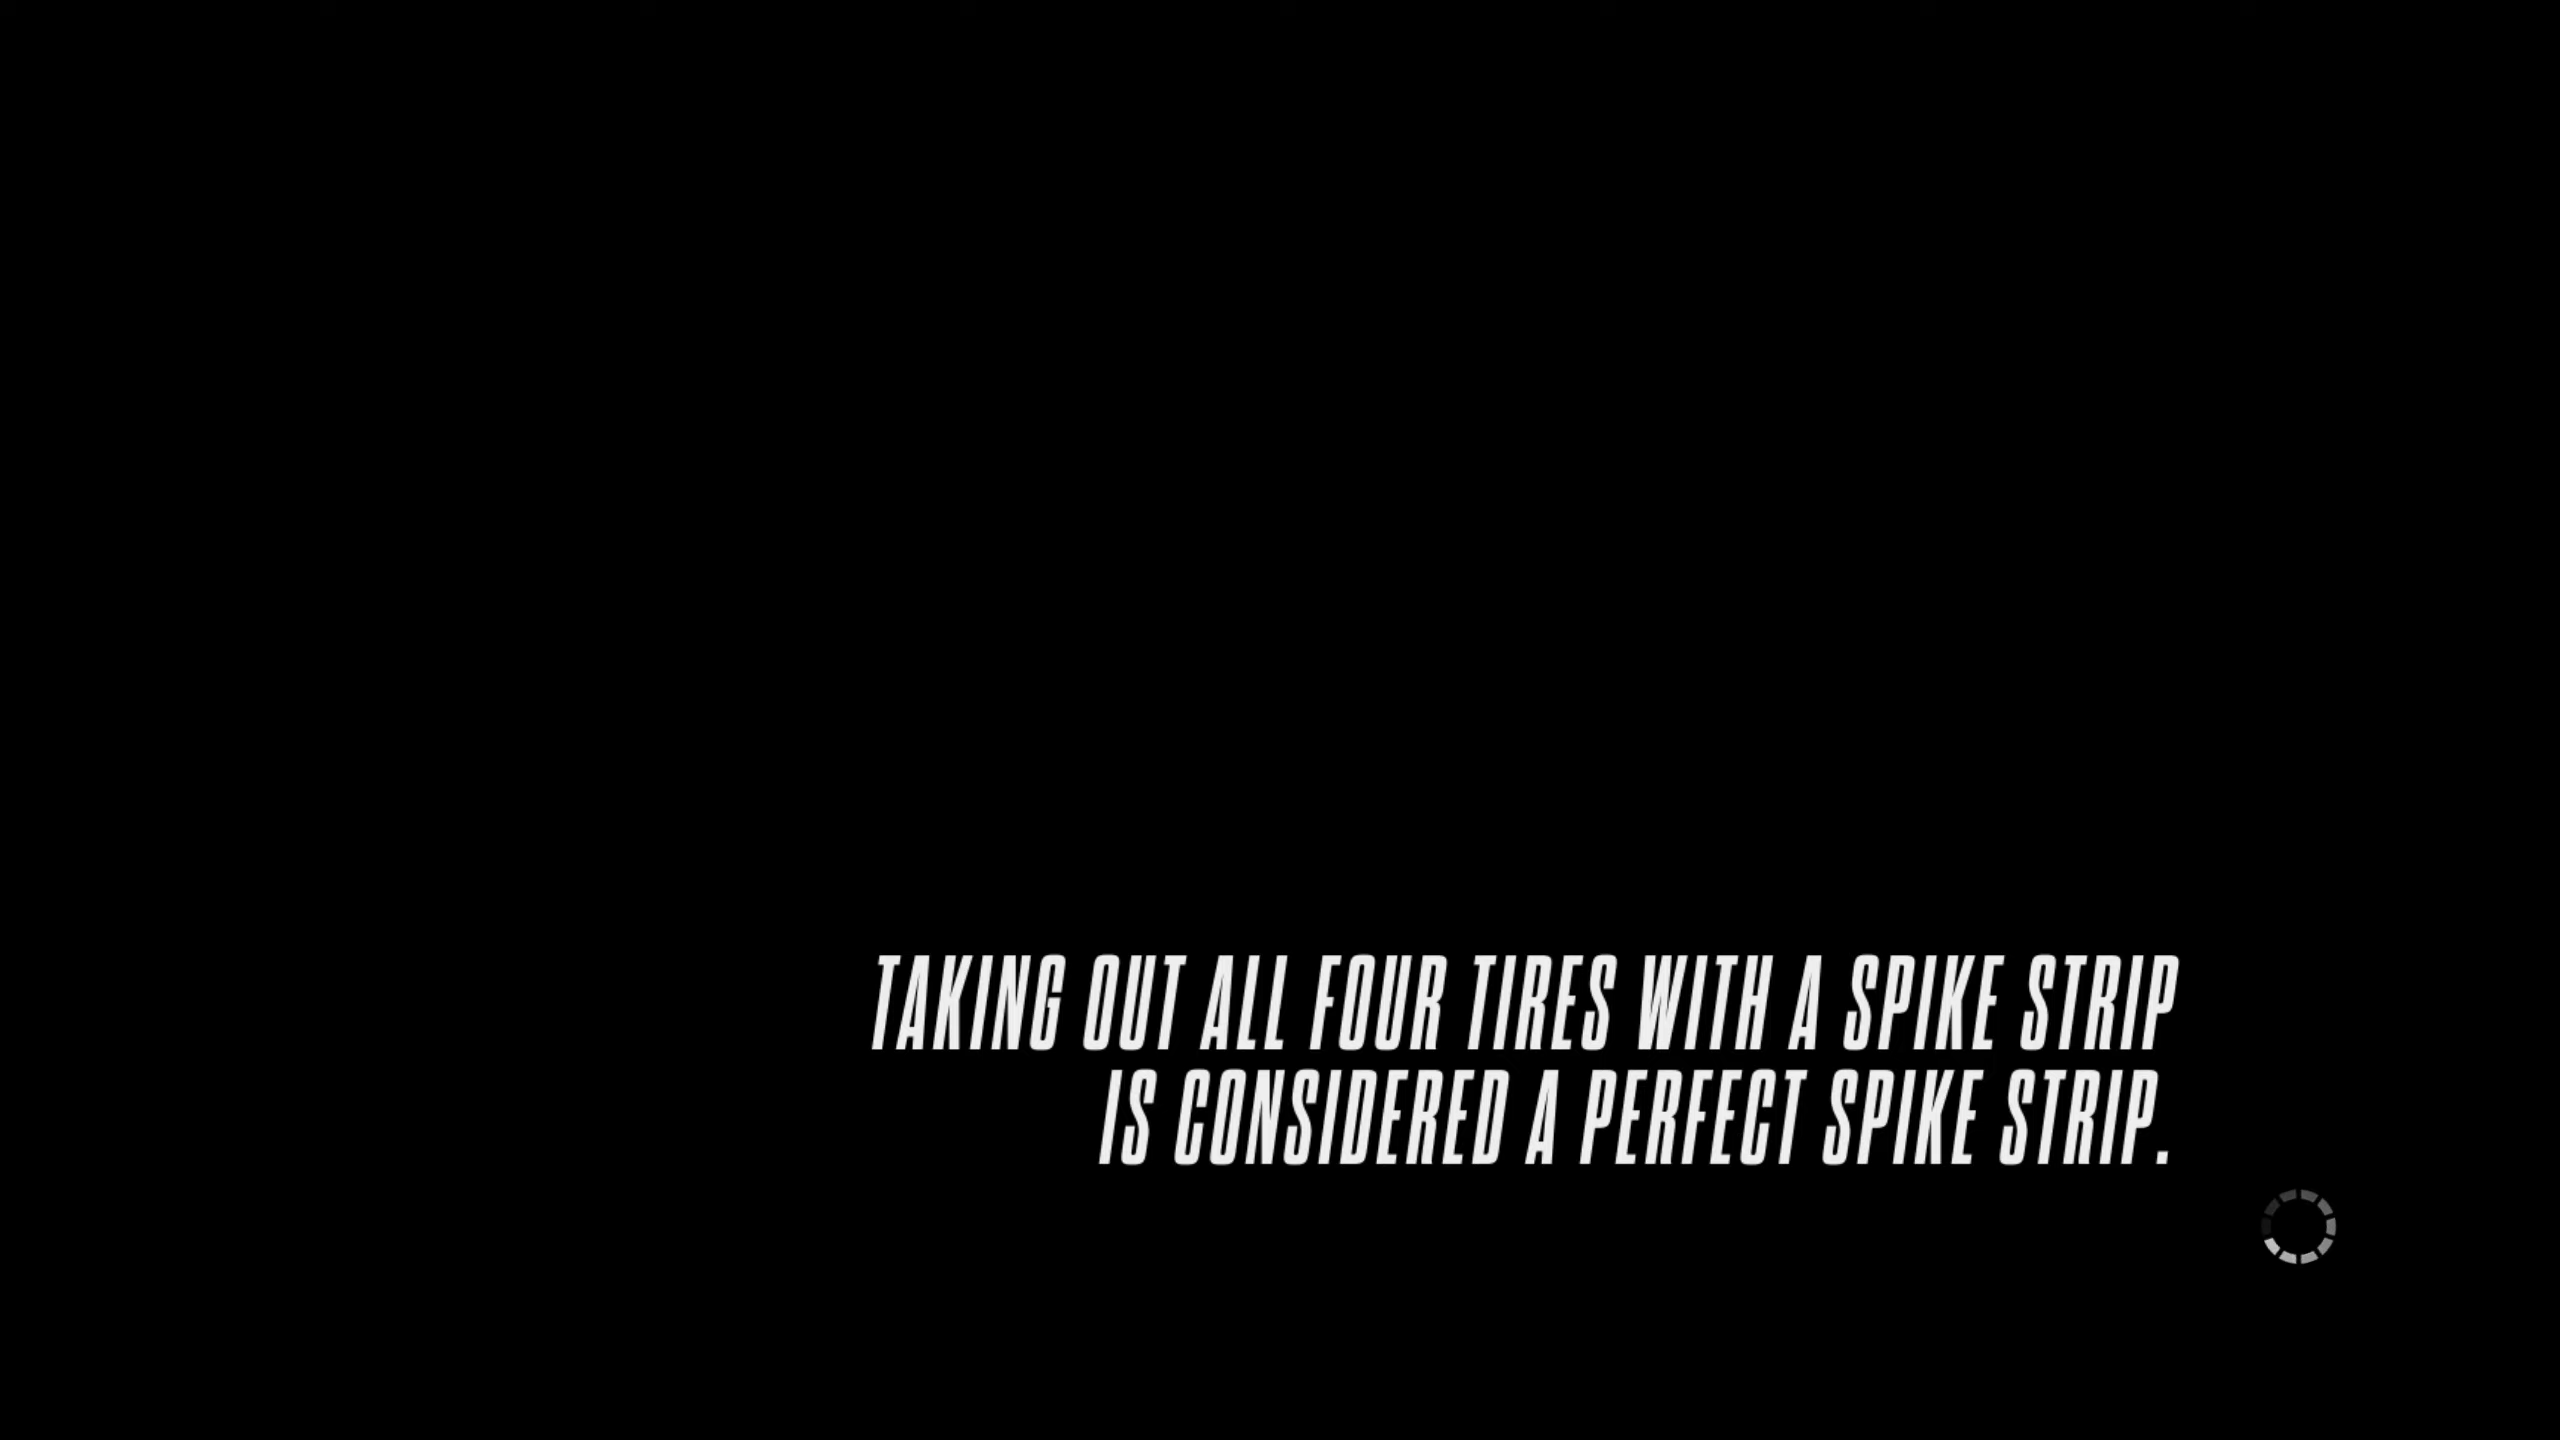 TAKING OUT ALL FOUR TIRES WITH A SPIKE STRIP
IS CONSIDERED A PERFECT SPIKE STRIP.